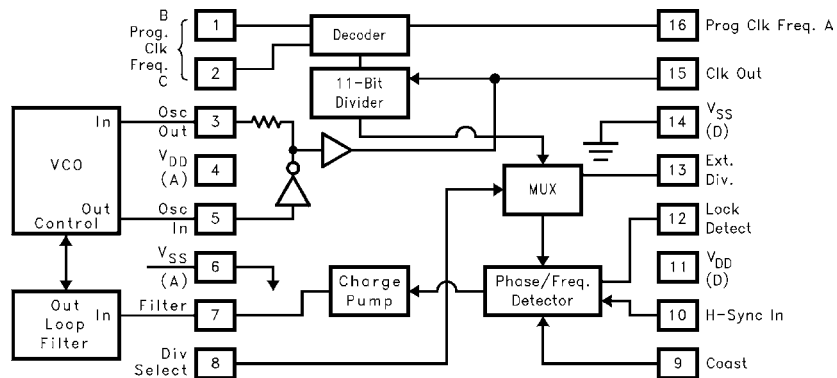 B
Prog.
Clk
Freq.
C
1
2
Decoder
11-Bit
Divider
16
Prog Clk Freq. A
15
Clk Out
In
VCO
Out
Control
Osc
Out
3
VDD
(A)
4
Osc
In
5
VSS
(A)
6
14
VSS
(D)
13
Ext.
Div.
MUX
12
Lock
Detect
11
VDD
(D)
Out
In
Loop
Filter
Filter
7
Charge
Pump
Phase/Freq.
Detector
10
H-Sync In
Div
Select
8
9
Coast